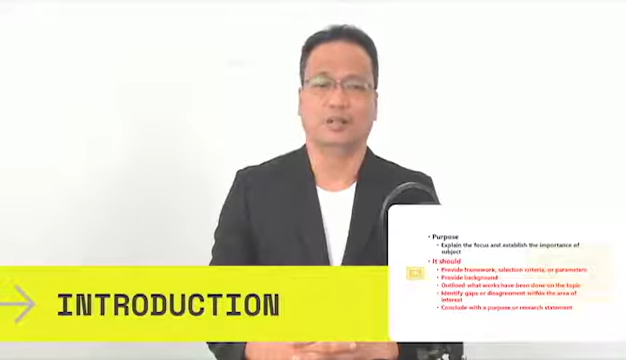 INTRODUCTION
• Purpose
• Explain the focus and establish the importance of
subject
• It should
• Provide framework, selection criteria, or parameters
• Provide background
• Outlined what works have been done on the topic
• Identify gaps or disagreement within the area of
interest
• Conclude with a purpose or research statement